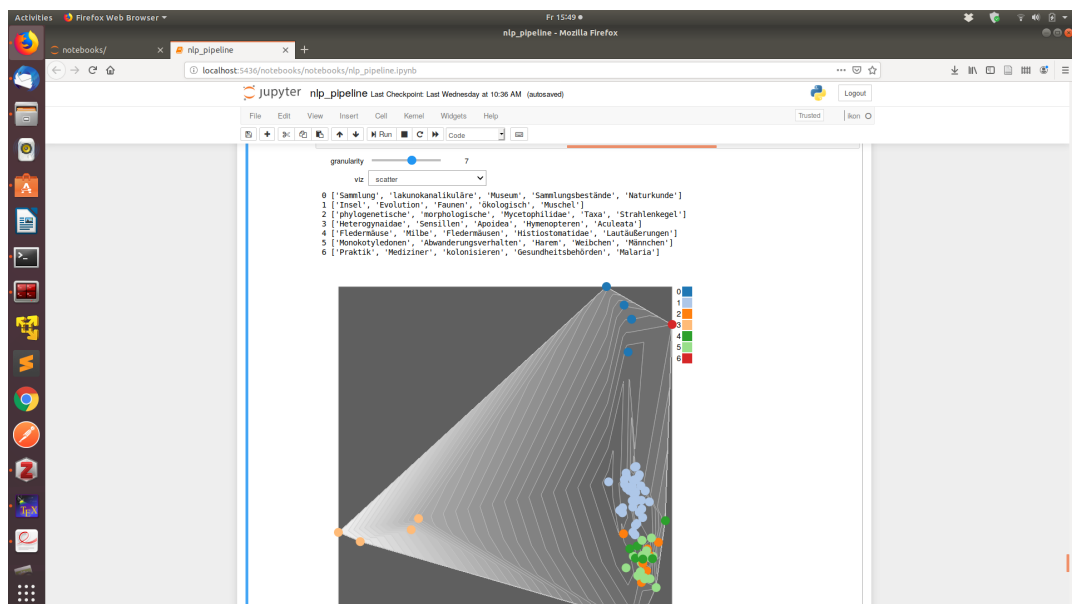 Activities Firefox Web Browser Fr 15:49
nlp_pipeline - Mozilla Firefox
notebooks/ × nlp_pipeline × +
localhost:5436/notebooks/notebooks/nlp_pipeline.ipynb
jupyter nlp_pipeline Last Checkpoint: Last Wednesday at 10:36 AM (autosaved) Logout
File Edit View Insert Cell Kernel Widgets Help Trusted ikon
Run Code
granularity 7
viz scatter
0 ['Sammlung', 'lakunokanalikuläre', 'Museum', 'Sammlungsbestände', 'Naturkunde']
1 ['Insel', 'Evolution', 'Faunen', 'ökologisch', 'Muschel']
2 ['phylogenetische', 'morphologische', 'Mycetophilidae', 'Taxa', 'Strahlenkegel']
3 ['Heterogynaidae', 'Sensillen', 'Apoidea', 'Hymenopteren', 'Aculeata']
4 ['Fledermäuse', 'Milbe', 'Fledermäusen', 'Histiostomatidae', 'Lautäußerungen']
5 ['Monokotyledonen', 'Abwanderungsverhalten', 'Harem', 'Weibchen', 'Männchen']
6 ['Praktik', 'Mediziner', 'kolonisieren', 'Gesundheitsbehörden', 'Malaria']
0
1
2
3
4
5
6